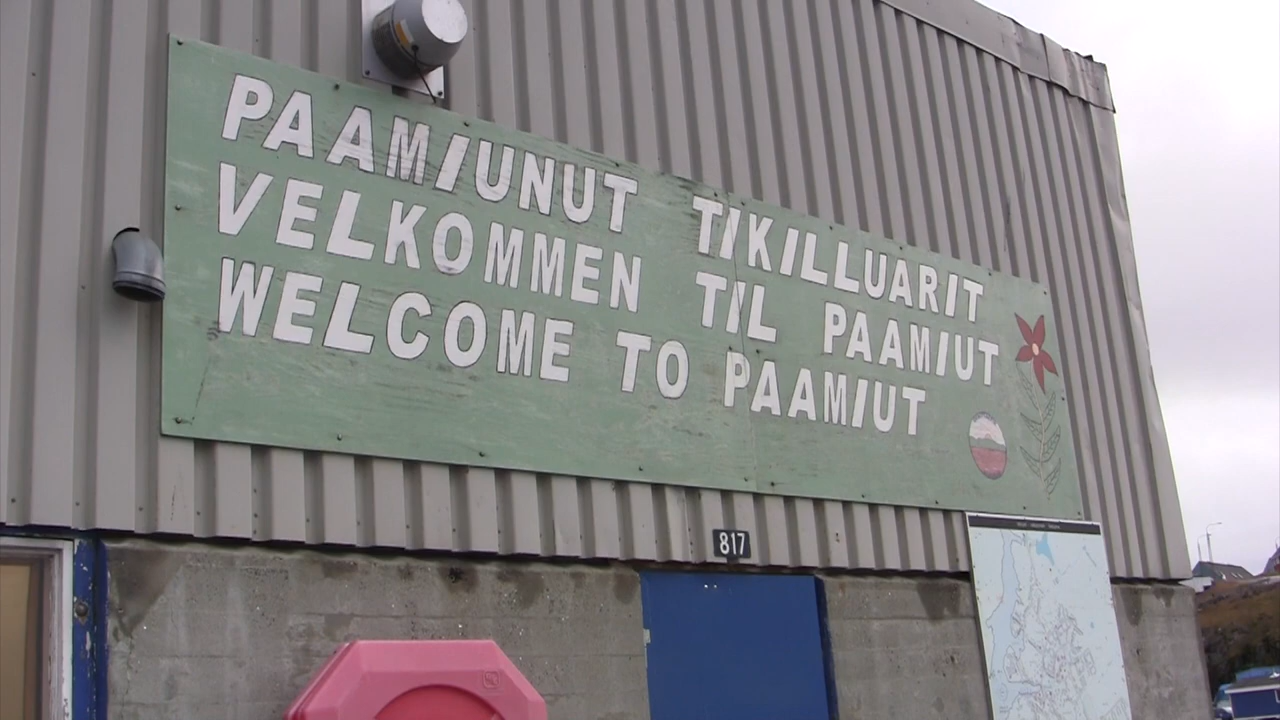 PAAMIUNUT TIKILLUARIT
VELKOMMEN TIL PAAMIUT
WELCOME TO PAAMIUT
817